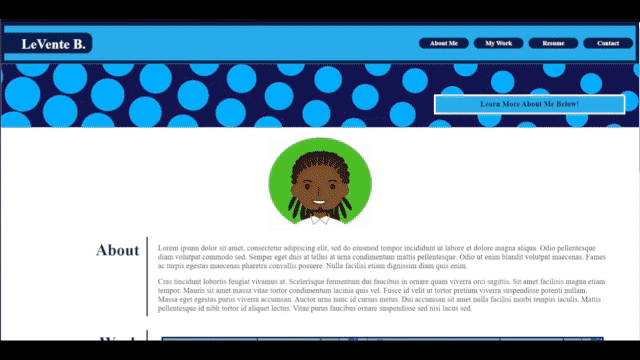 LeVente B.
About Me
My Work
Resume
Contact
Learn More About Me Below!
About
Lorem ipsum dolor sit amet, consectetur adipiscing elit, sed do eiusmod tempor incididunt ut labore et dolore magna aliqua. Odio pellentesque
diam volutpat commodo sed. Semper eget duis at tellus at urna condimentum mattis pellentesque. Odio ut enim blandit volutpat maecenas. Fames
ac turpis egestas maecenas pharetra convallis posuere. Nulla facilisi etiam dignissim diam quis enim.
Cras tincidunt lobortis feugiat vivamus at. Scelerisque fermentum dui faucibus in ornare quam viverra orci sagittis. Sit amet facilisis magna etiam
tempor. Mauris sit amet massa vitae tortor condimentum lacinia quis vel. Fusce id velit ut tortor pretium viverra suspendisse potenti nullam.
Massa eget egestas purus viverra accumsan. Auctor urna nunc id cursus metus. Dui accumsan sit amet nulla facilisi morbi tempus iaculis. Mattis
pellentesque id nibh tortor id aliquet lectus. Vitae purus faucibus ornare suspendisse sed nisi lacus sed.